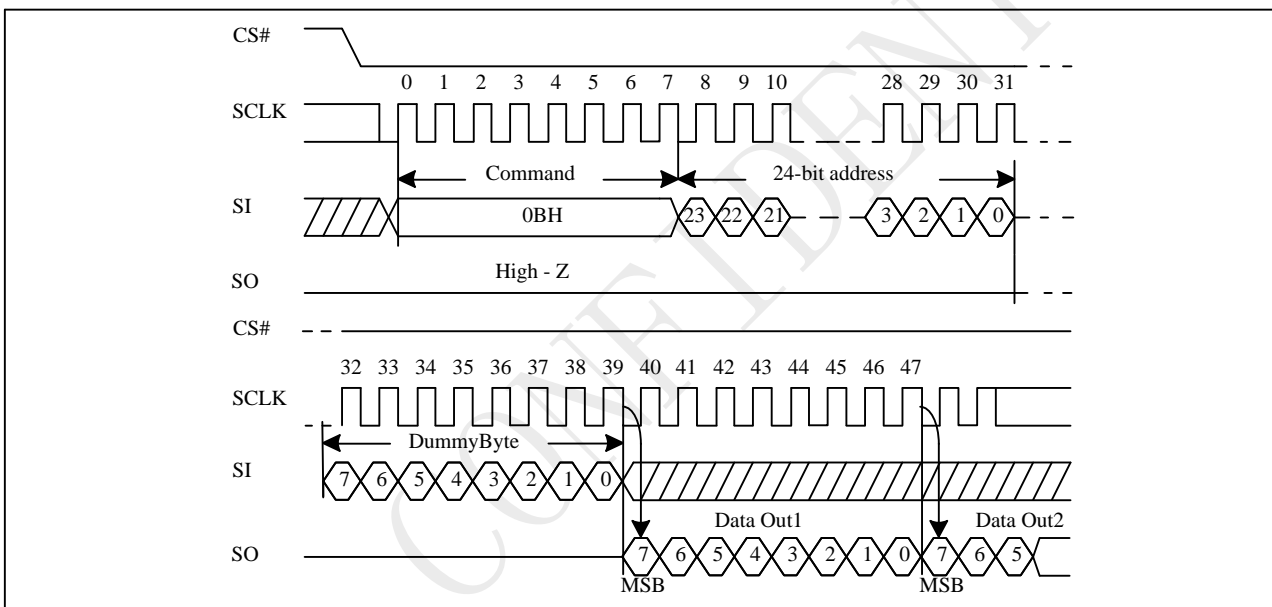 CS#
0 1 2 3 4 5 6 7 8 9 10 28 29 30 31
SCLK
Command 24-bit address
SI 0BH 23 22 21 3 2 1 0
High - Z
SO
CS#
32 33 34 35 36 37 38 39 40 41 42 43 44 45 46 47
SCLK
DummyByte
SI 7 6 5 4 3 2 1 0
Data Out1 Data Out2
SO 7 6 5 4 3 2 1 0 7 6 5
MSB MSB
CONFIDENT